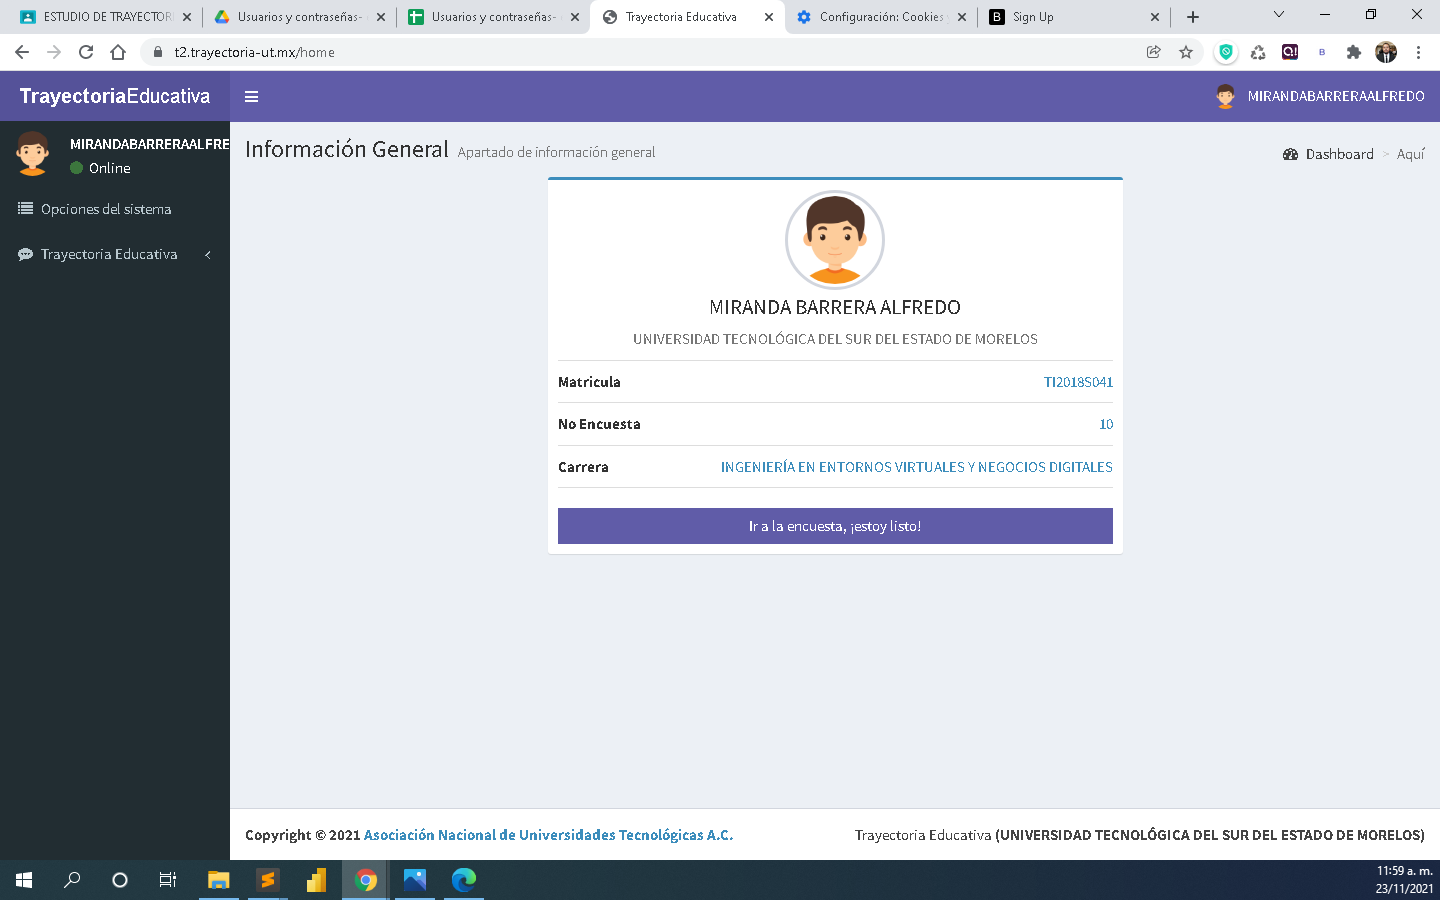 ESTUDIO DE TRAYECTOR
Usuarios y contraseñas-
Usuarios y contraseñas-
Trayectoria Educativa
Configuración: Cookies
Sign Up
t2.trayectoria-ut.mx/home
TrayectoriaEducativa
MIRANDABARRERAALFREDO
MIRANDABARRERAALFRE
Online
Opciones del sistema
Trayectoria Educativa
Información General Apartado de información general
Dashboard > Aquí
MIRANDA BARRERA ALFREDO
UNIVERSIDAD TECNOLÓGICA DEL SUR DEL ESTADO DE MORELOS
Matricula TI2018S041
No Encuesta 10
Carrera INGENIERÍA EN ENTORNOS VIRTUALES Y NEGOCIOS DIGITALES
Ir a la encuesta, ¡estoy listo!
Copyright © 2021 Asociación Nacional de Universidades Tecnológicas A.C.
Trayectoria Educativa (UNIVERSIDAD TECNOLÓGICA DEL SUR DEL ESTADO DE MORELOS)
11:59 a. m.
23/11/2021